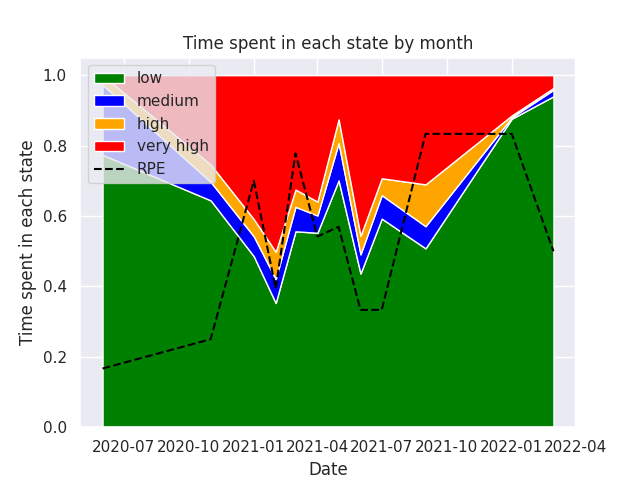 Time spent in each state by month
1.0
0.8
0.6
0.4
0.2
0.0
Time spent in each state
low
medium
high
very high
RPE
2020-07 2020-10 2021-01 2021-04 2021-07 2021-10 2022-01 2022-04
Date